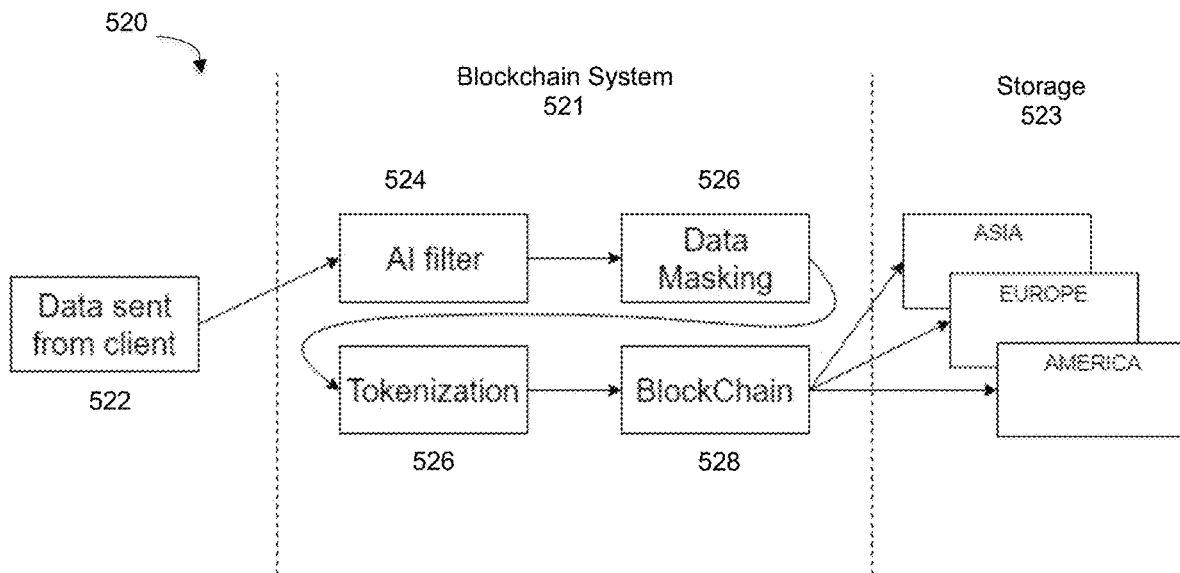 520
Blockchain System
521
Storage
523
524
526
AI filter
Data
Masking
ASIA
Data sent
from client
EUROPE
522
Tokenization
BlockChain
AMERICA
526
528